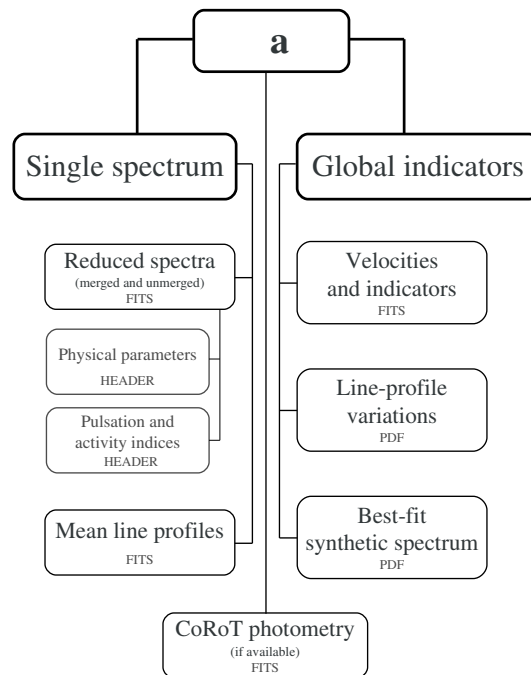 a
Single spectrum
Global indicators
Reduced spectra
(merged and unmerged)
FITS
Physical parameters
HEADER
Pulsation and
activity indices
HEADER
Mean line profiles
FITS
Velocities
and indicators
FITS
Line-profile
variations
PDF
Best-fit
synthetic spectrum
PDF
CoRoT photometry
(if available)
FITS